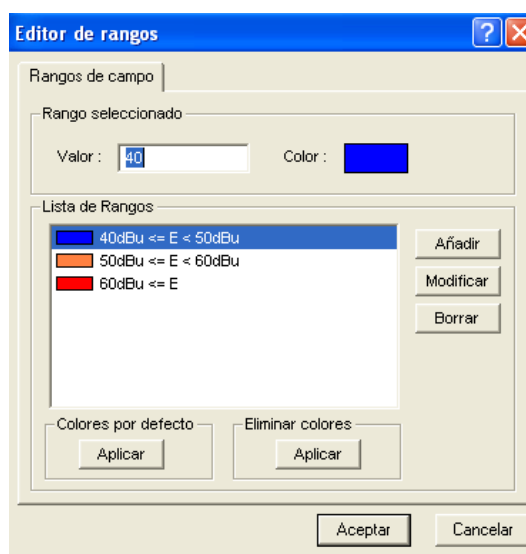 Editor de rangos
Rangos de campo
Rango seleccionado
Valor : 40 Color :
Lista de Rangos
40dBu <= E < 50dBu
50dBu <= E < 60dBu
60dBu <= E
Añadir
Modificar
Borrar
Colores por defecto
Aplicar
Eliminar colores
Aplicar
Aceptar Cancelar